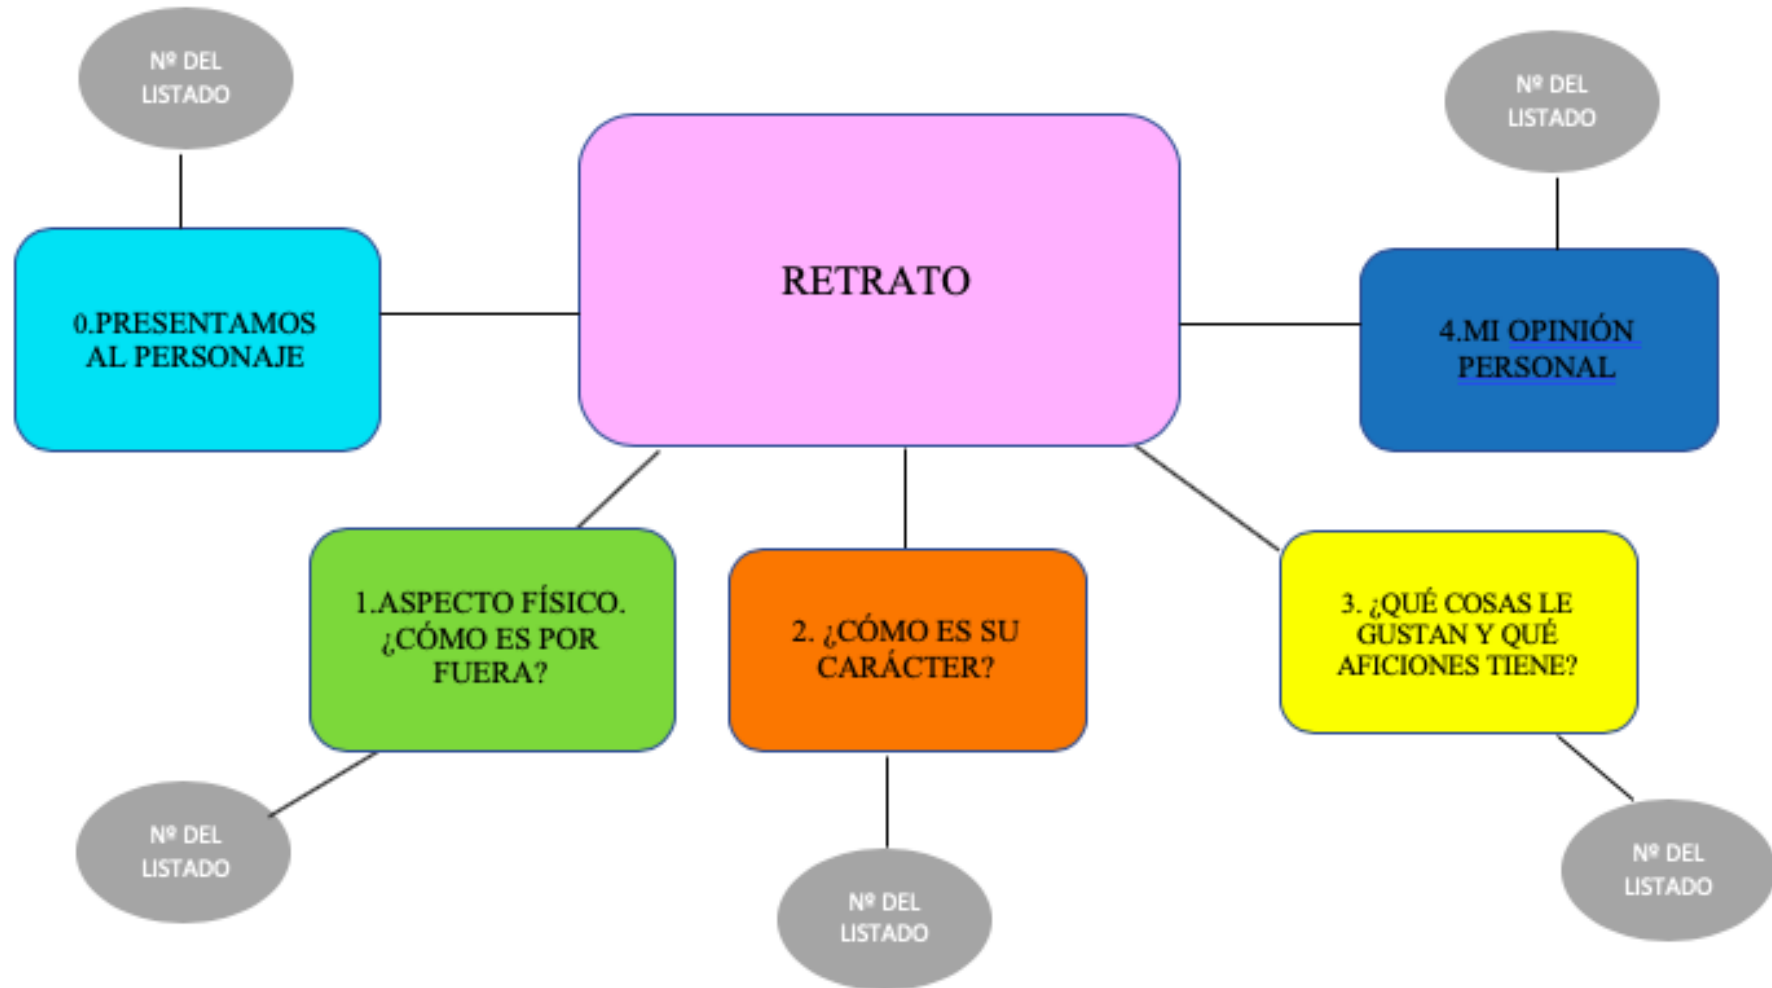 Nº DEL
LISTADO
Nº DEL
LISTADO
RETRATO
0.PRESENTAMOS
AL PERSONAJE
4.MI OPINIÓN
PERSONAL
1.ASPECTO FÍSICO.
¿CÓMO ES POR
FUERA?
2. ¿CÓMO ES SU
CARÁCTER?
3. ¿QUÉ COSAS LE
GUSTAN Y QUÉ
AFICIONES TIENE?
Nº DEL
LISTADO
Nº DEL
LISTADO
Nº DEL
LISTADO